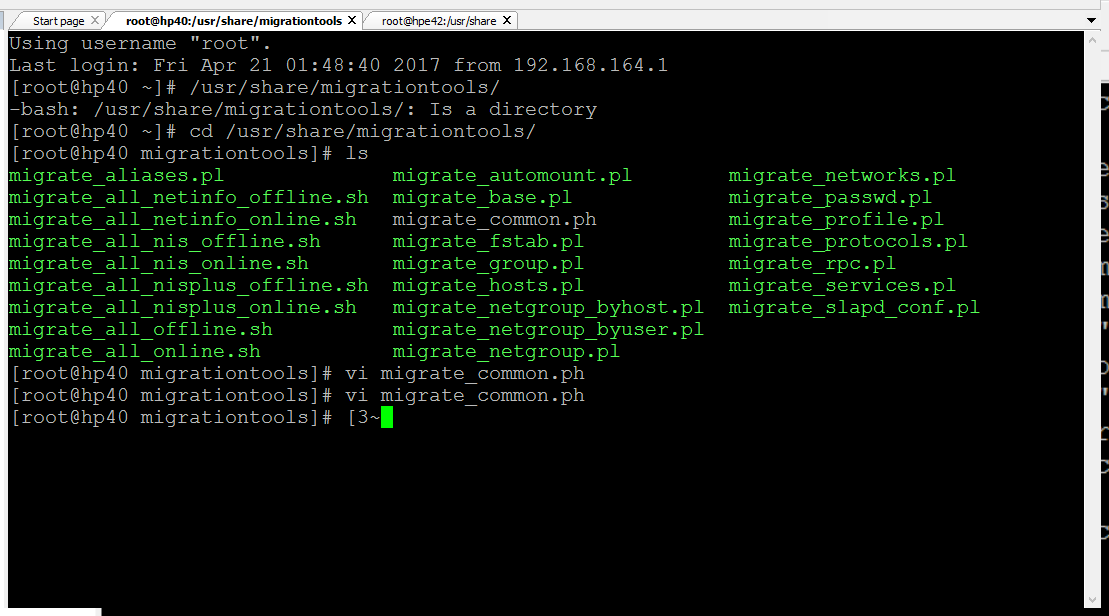 Start page root@hp40:/usr/share/migrationtools root@hpe42:/usr/share
Using username "root".
Last login: Fri Apr 21 01:48:40 2017 from 192.168.164.1
[root@hp40 ~]# /usr/share/migrationtools/
-bash: /usr/share/migrationtools/: Is a directory
[root@hp40 ~]# cd /usr/share/migrationtools/
[root@hp40 migrationtools]# ls
migrate_aliases.pl migrate_automount.pl migrate_networks.pl
migrate_all_netinfo_offline.sh migrate_base.pl migrate_passwd.pl
migrate_all_netinfo_online.sh migrate_common.ph migrate_profile.pl
migrate_all_nis_offline.sh migrate_fstab.pl migrate_protocols.pl
migrate_all_nis_online.sh migrate_group.pl migrate_rpc.pl
migrate_all_nisplus_offline.sh migrate_hosts.pl migrate_services.pl
migrate_all_nisplus_online.sh migrate_netgroup_byhost.pl migrate_slapd_conf.pl
migrate_all_offline.sh migrate_netgroup_byuser.pl
migrate_all_online.sh migrate_netgroup.pl
[root@hp40 migrationtools]# vi migrate_common.ph
[root@hp40 migrationtools]# vi migrate_common.ph
[root@hp40 migrationtools]# [3~